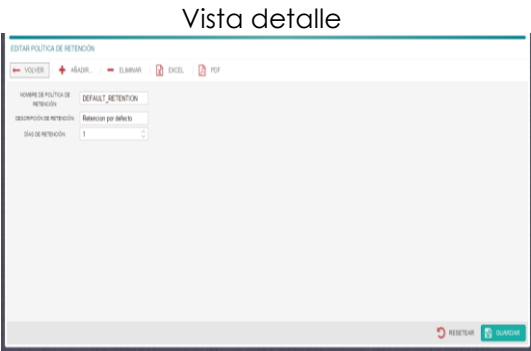 Vista detalle
EDITAR POLÍTICA DE RETENCIÓN
VOLVER AÑADIR... ELIMINAR EXCEL PDF
NOMBRE DE POLÍTICA DE
RETENCIÓN
DEFAULT_RETENTION
DESCRIPCIÓN DE RETENCIÓN Retencion por defecto
DÍAS DE RETENCIÓN 1
RESETEAR GUARDAR